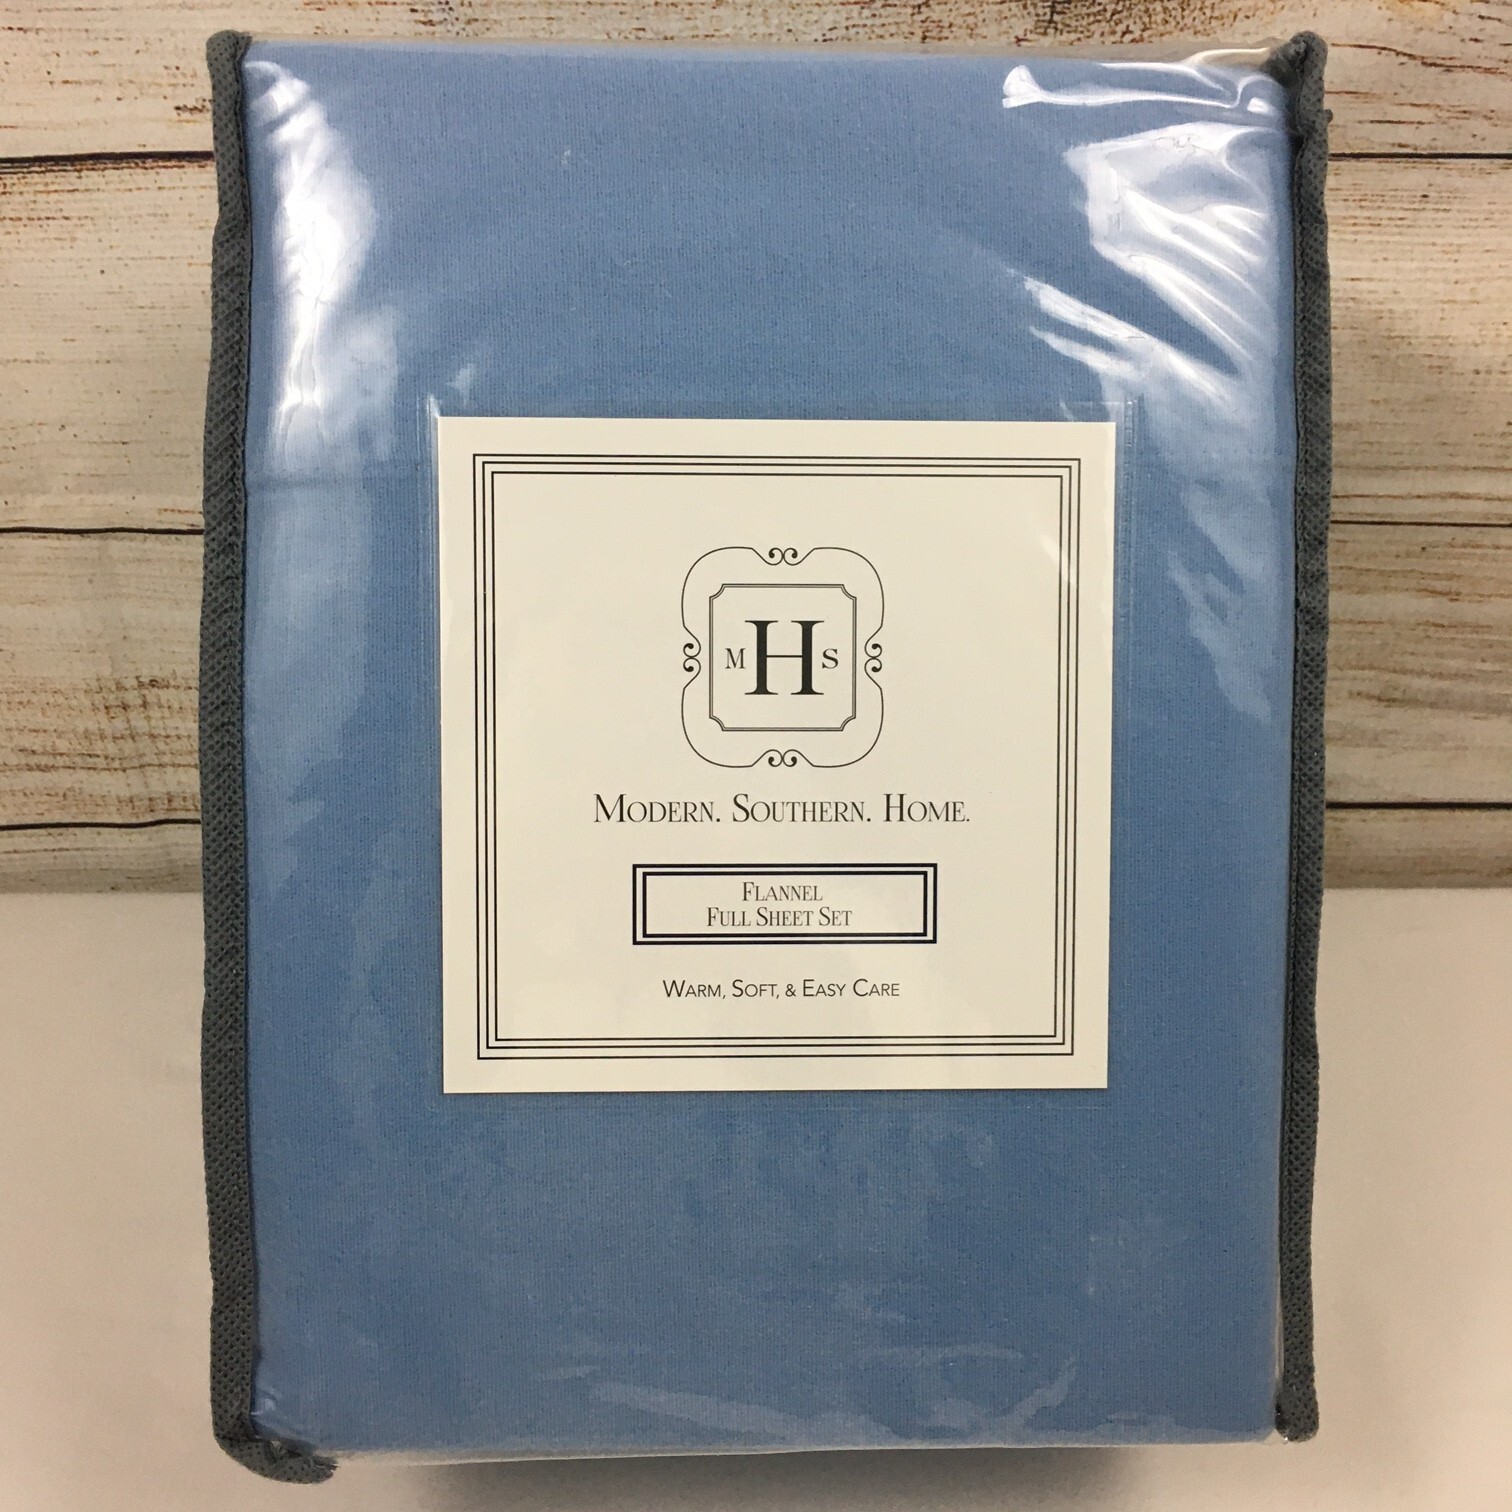 M H S
MODERN. SOUTHERN. HOME.
FLANNEL
FULL SHEET SET
WARM, SOFT, & EASY CARE